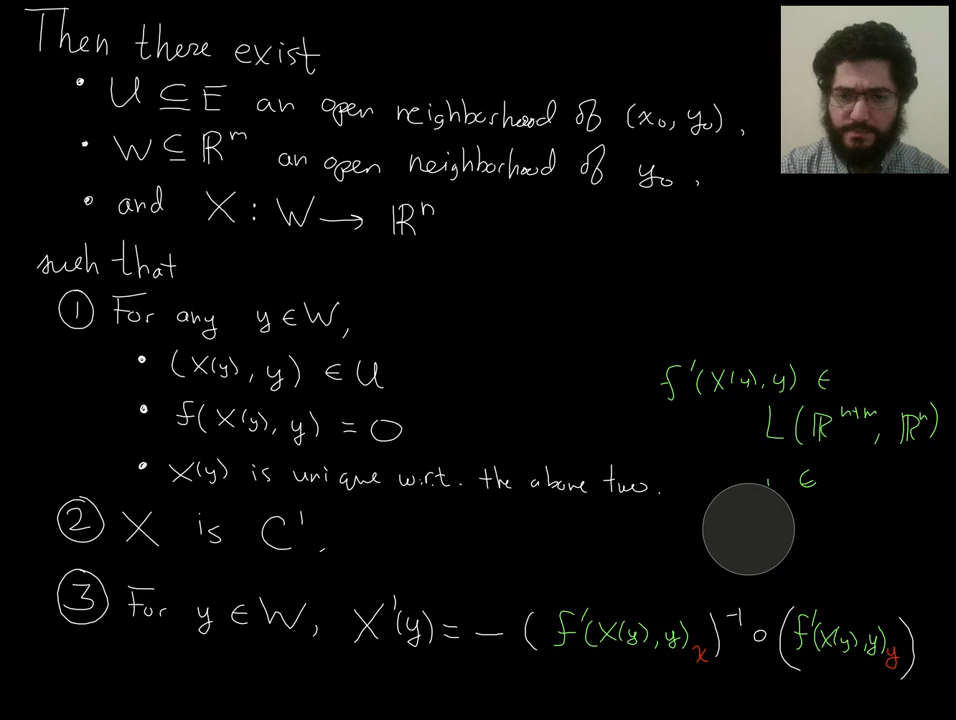 Then there exist
• U ⊆ E an open neighborhood of (x₀, y₀),
• W ⊆ ℝᵐ an open neighborhood of y₀,
• and X : W ⟶ ℝⁿ
such that
① For any y ∈ W,
• (X(y), y) ∈ U
• f(X(y), y) = 0
• X(y) is unique w.r.t. the above two.
② X is C¹.
③ For y ∈ W, X'(y) = − (f'(X(y), y)ₓ)⁻¹ ∘ (f'(X(y), y)_y)
f'(X(y), y) ∈
L(ℝⁿ⁺ᵐ, ℝⁿ)
∈